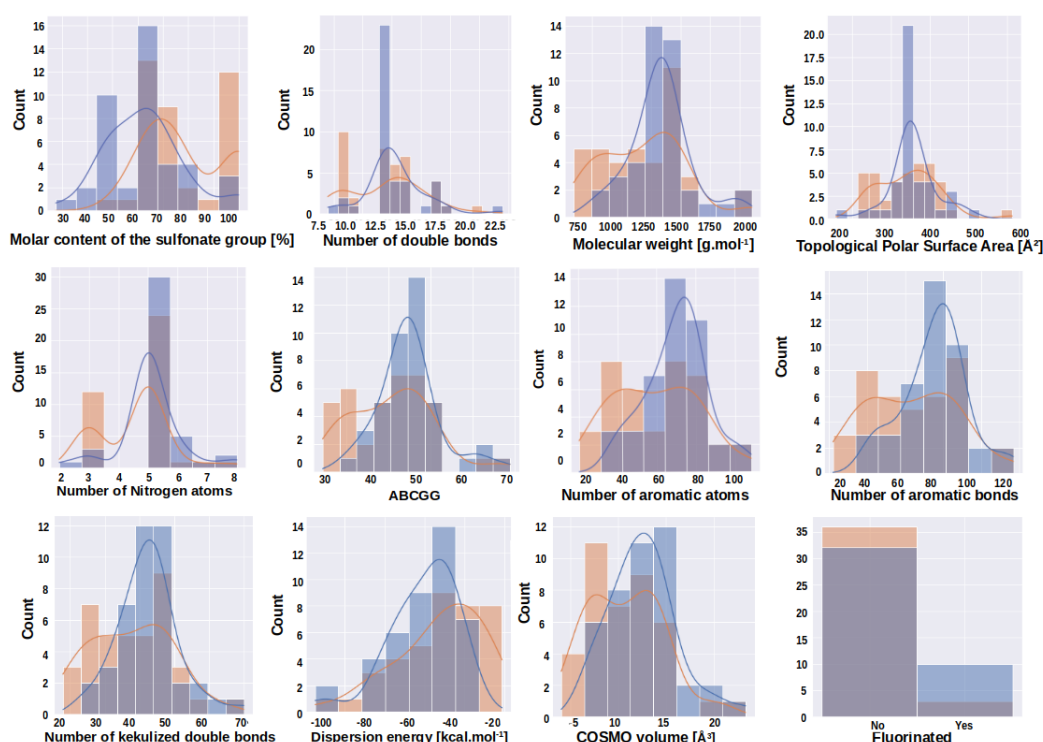 16
14
12
10
8
6
4
2
0
Count
30 40 50 60 70 80 90 100
Molar content of the sulfonate group [%]
20
15
10
5
0
Count
7.5 10.0 12.5 15.0 17.5 20.0 22.5
Number of double bonds
14
12
10
8
6
4
2
0
Count
750 1000 1250 1500 1750 2000
Molecular weight [g.mol⁻¹]
20.0
17.5
15.0
12.5
10.0
7.5
5.0
2.5
0.0
Count
200 300 400 500 600
Topological Polar Surface Area [Å²]
30
25
20
15
10
5
0
Count
2 3 4 5 6 7 8
Number of Nitrogen atoms
14
12
10
8
6
4
2
0
Count
30 40 50 60 70
ABCGG
14
12
10
8
6
4
2
0
Count
20 40 60 80 100
Number of aromatic atoms
14
12
10
8
6
4
2
0
Count
20 40 60 80 100 120
Number of aromatic bonds
12
10
8
6
4
2
0
Count
20 30 40 50 60 70
Number of kekulized double bonds
14
12
10
8
6
4
2
0
Count
-100 -80 -60 -40 -20
Dispersion energy [kcal.mol⁻¹]
12
10
8
6
4
2
0
Count
5 10 15 20
COSMO volume [Å³]
35
30
25
20
15
10
5
0
Count
No Yes
Fluorinated